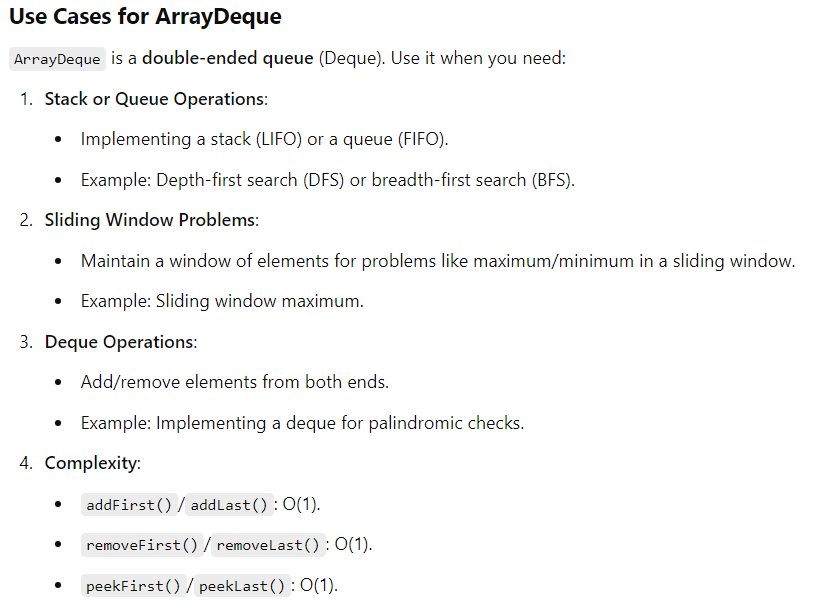 Use Cases for ArrayDeque
ArrayDeque is a double-ended queue (Deque). Use it when you need:
1. Stack or Queue Operations:
• Implementing a stack (LIFO) or a queue (FIFO).
• Example: Depth-first search (DFS) or breadth-first search (BFS).
2. Sliding Window Problems:
• Maintain a window of elements for problems like maximum/minimum in a sliding window.
• Example: Sliding window maximum.
3. Deque Operations:
• Add/remove elements from both ends.
• Example: Implementing a deque for palindromic checks.
4. Complexity:
• addFirst() / addLast() : O(1).
• removeFirst() / removeLast() : O(1).
• peekFirst() / peekLast() : O(1).